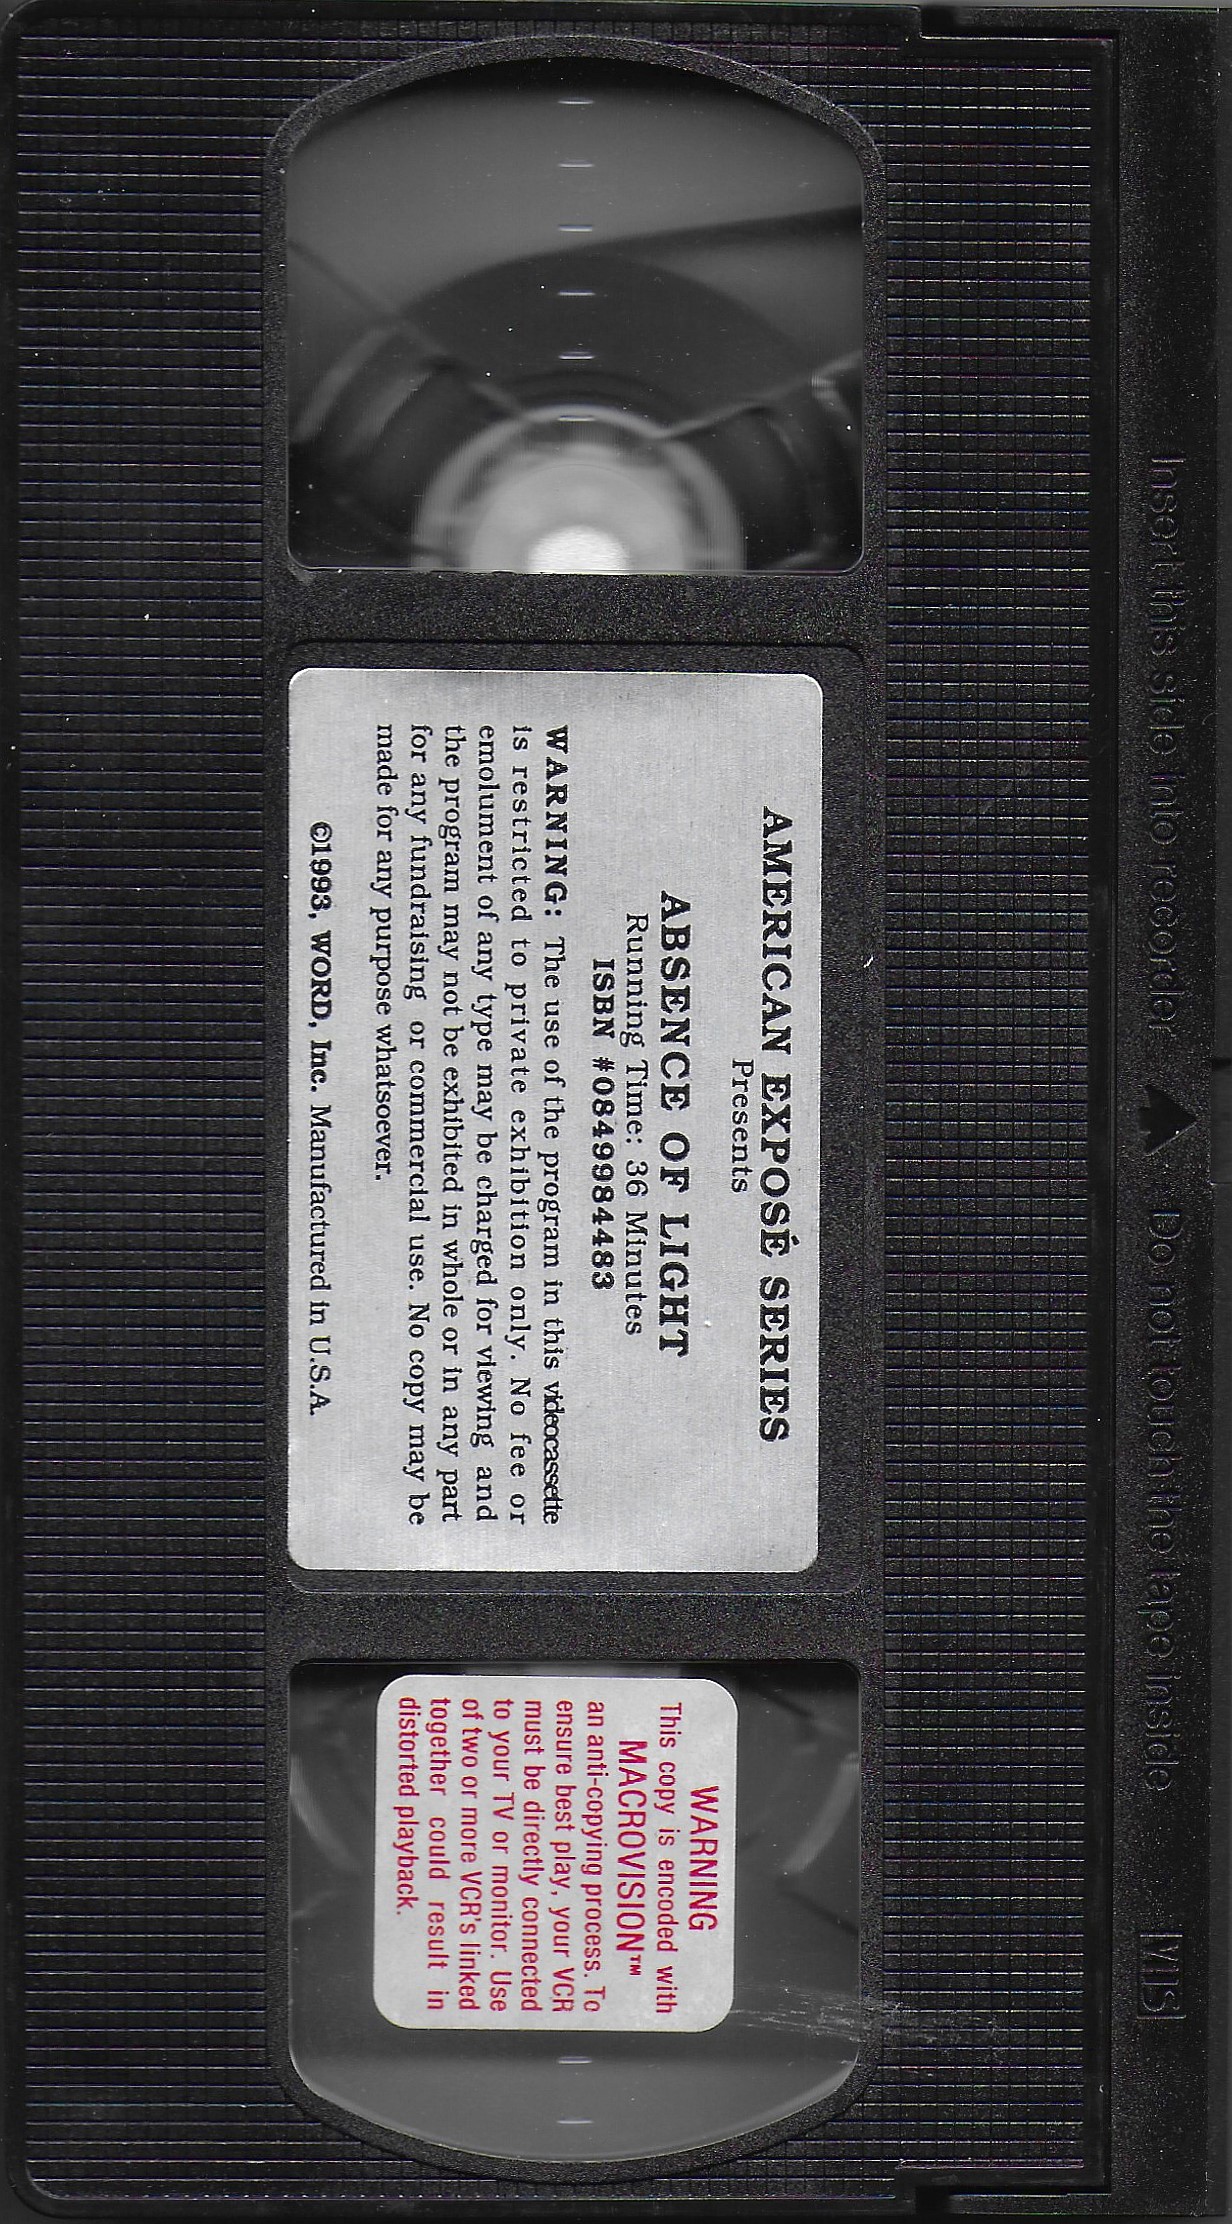 Insert this side into recorder ▲ Do not touch the tape inside VHS
AMERICAN EXPOSÉ SERIES
Presents
ABSENCE OF LIGHT
Running Time: 36 Minutes
ISBN #0849984483
WARNING: The use of the program in this videocassette
is restricted to private exhibition only. No fee or
emolument of any type may be charged for viewing and
the program may not be exhibited in whole or in any part
for any fundraising or commercial use. No copy may be
made for any purpose whatsoever.
©1993, WORD, Inc. Manufactured in U.S.A.
WARNING
This copy is encoded with
MACROVISION™
an anti-copying process. To
ensure best play, your VCR
must be directly connected
to your TV or monitor. Use
of two or more VCR's linked
together could result in
distorted playback.